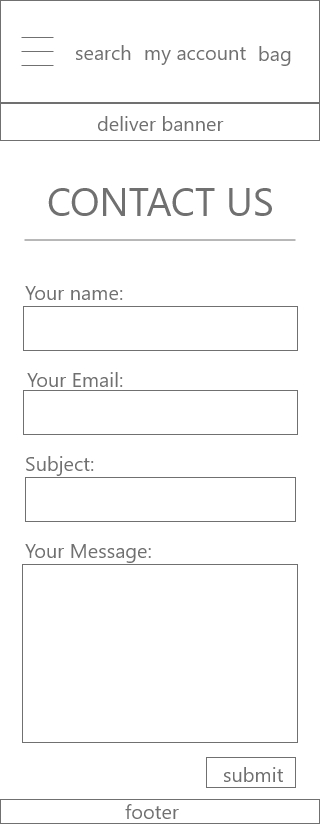 search my account bag
deliver banner
CONTACT US
Your name:
Your Email:
Subject:
Your Message:
submit
footer